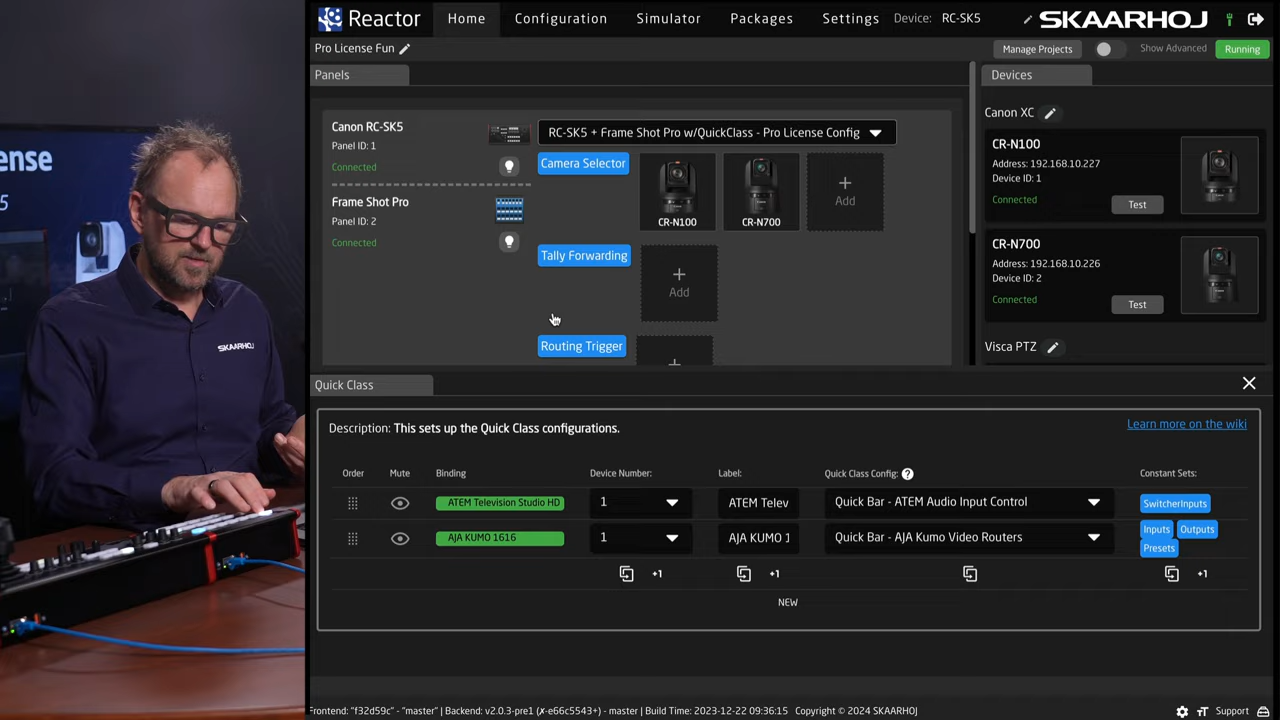 Reactor
Home
Configuration
Simulator
Packages
Settings
Device: RC-SK5
SKAARHOJ
Pro License Fun
Manage Projects
Show Advanced
Running
Panels
Devices
Canon RC-SK5
Panel ID: 1
Connected
RC-SK5 + Frame Shot Pro w/QuickClass - Pro License Config
Camera Selector
CR-N100
CR-N700
+
Add
Frame Shot Pro
Panel ID: 2
Connected
Tally Forwarding
+
Add
Routing Trigger
+
Canon XC
CR-N100
Address: 192.168.10.227
Device ID: 1
Connected
Test
CR-N700
Address: 192.168.10.226
Device ID: 2
Connected
Test
Visca PTZ
Quick Class
Description: This sets up the Quick Class configurations.
Learn more on the wiki
Order
Mute
Binding
Device Number:
Label:
Quick Class Config: ?
Constant Sets:
ATEM Television Studio HD
1
ATEM Telev
Quick Bar - ATEM Audio Input Control
SwitcherInputs
AJA KUMO 1616
1
AJA KUMO 1
Quick Bar - AJA Kumo Video Routers
Inputs
Outputs
Presets
+1
+1
+1
NEW
Frontend: "f32d59c" - "master" | Backend: v2.0.3-pre1 (✗-e66c5543+) - master | Build Time: 2023-12-22 09:36:15 Copyright © 2024 SKAARHOJ
Support
ense
5
SKAARHOJ